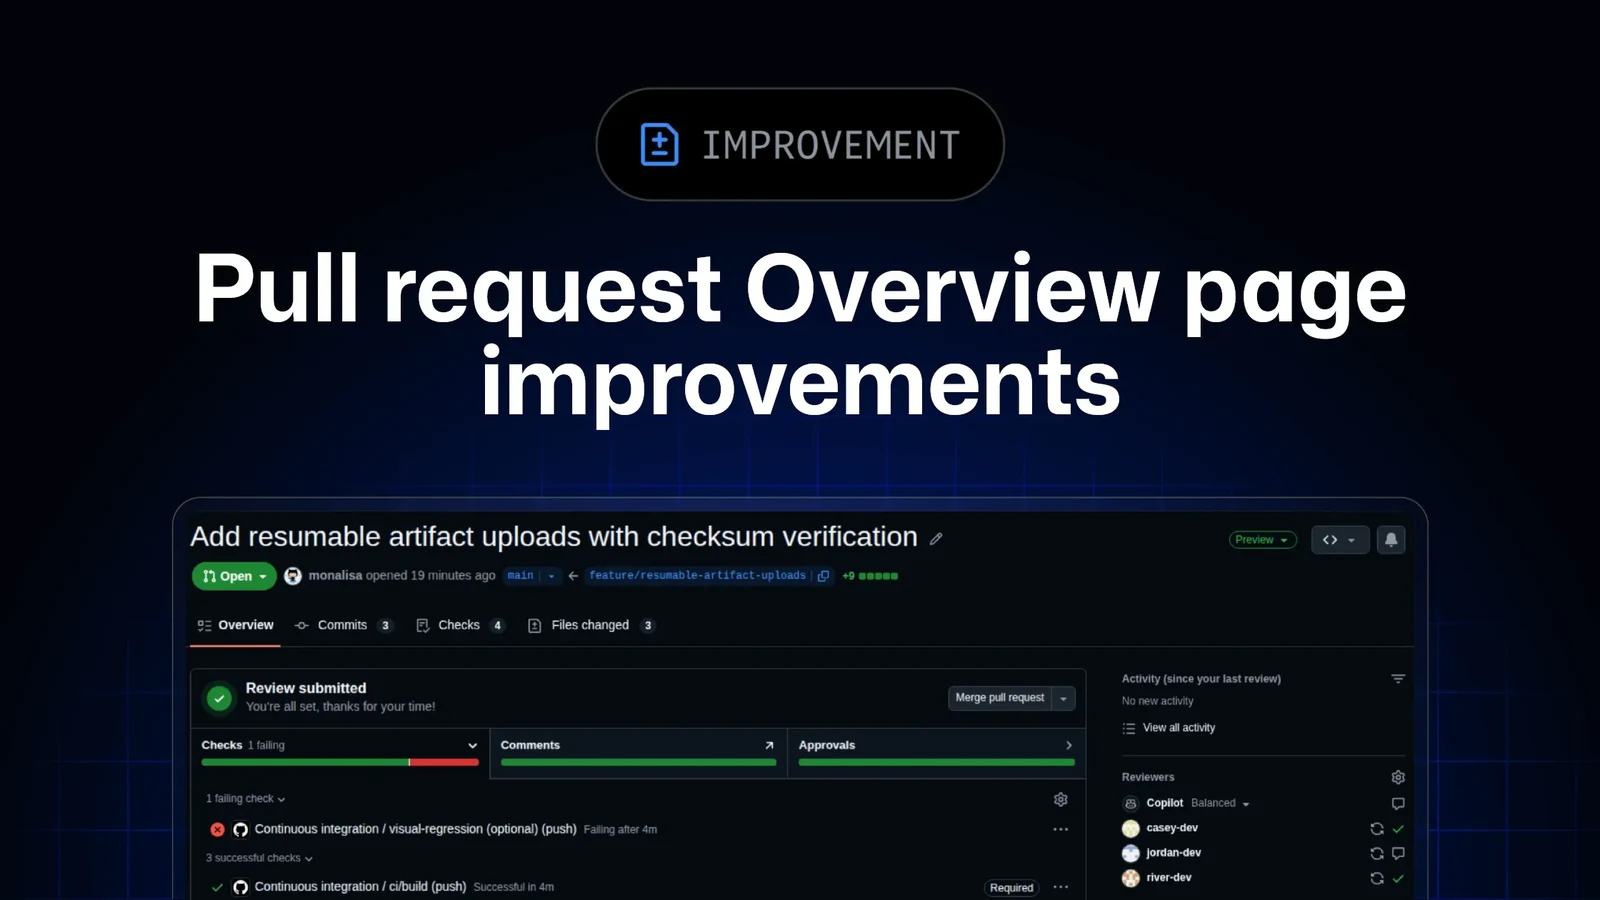 IMPROVEMENT
Pull request Overview page
improvements
Add resumable artifact uploads with checksum verification
Preview
Open monalisa opened 19 minutes ago main feature/resumable-artifact-uploads +9
Overview Commits 3 Checks 4 Files changed 3
Review submitted
You're all set, thanks for your time!
Merge pull request
Checks 1 failing Comments Approvals
1 failing check
Continuous integration / visual-regression (optional) (push) Failing after 4m
3 successful checks
Continuous integration / ci/build (push) Successful in 4m Required
Activity (since your last review)
No new activity
View all activity
Reviewers
Copilot Balanced
casey-dev
jordan-dev
river-dev